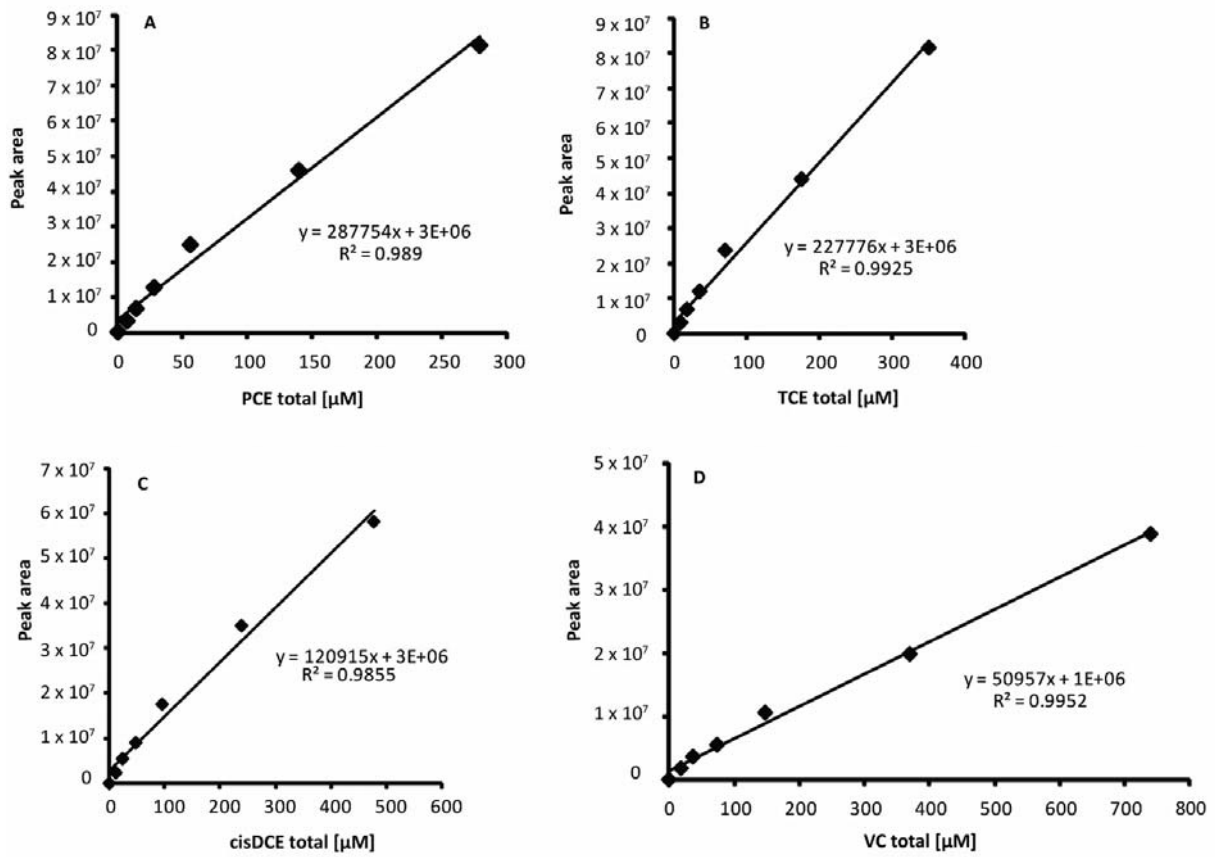 A
Peak area
9 x 10⁷
8 x 10⁷
7 x 10⁷
6 x 10⁷
5 x 10⁷
4 x 10⁷
3 x 10⁷
2 x 10⁷
1 x 10⁷
0
y = 287754x + 3E+06
R² = 0.989
0 50 100 150 200 250 300
PCE total [µM]
B
Peak area
9 x 10⁷
8 x 10⁷
7 x 10⁷
6 x 10⁷
5 x 10⁷
4 x 10⁷
3 x 10⁷
2 x 10⁷
1 x 10⁷
0
y = 227776x + 3E+06
R² = 0.9925
0 100 200 300 400
TCE total [µM]
C
Peak area
7 x 10⁷
6 x 10⁷
5 x 10⁷
4 x 10⁷
3 x 10⁷
2 x 10⁷
1 x 10⁷
0
y = 120915x + 3E+06
R² = 0.9855
0 100 200 300 400 500 600
cisDCE total [µM]
D
Peak area
5 x 10⁷
4 x 10⁷
3 x 10⁷
2 x 10⁷
1 x 10⁷
0
y = 50957x + 1E+06
R² = 0.9952
0 100 200 300 400 500 600 700 800
VC total [µM]